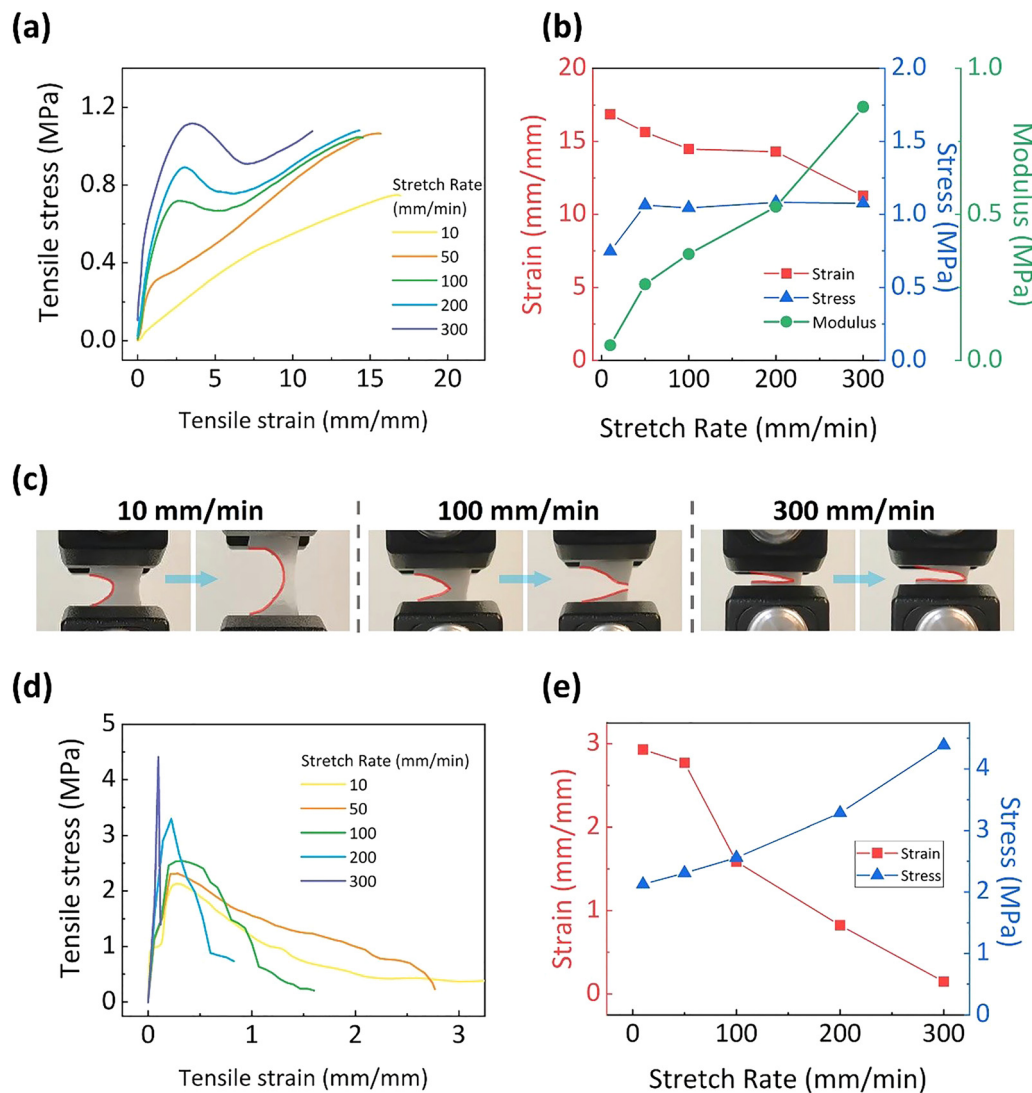 (a)
Tensile stress (MPa)
1.2
0.8
0.4
0.0
Stretch Rate
(mm/min)
10
50
100
200
300
0 5 10 15 20
Tensile strain (mm/mm)
(b)
Strain (mm/mm)
20
15
10
5
0
Strain
Stress
Modulus
2.0
1.5
1.0
0.5
0.0
Stress (MPa)
1.0
0.5
0.0
Modulus (MPa)
0 100 200 300
Stretch Rate (mm/min)
(c)
10 mm/min
100 mm/min
300 mm/min
(d)
Tensile stress (MPa)
5
4
3
2
1
0
Stretch Rate (mm/min)
10
50
100
200
300
0 1 2 3
Tensile strain (mm/mm)
(e)
Strain (mm/mm)
3
2
1
0
Strain
Stress
4
3
2
1
0
Stress (MPa)
0 100 200 300
Stretch Rate (mm/min)